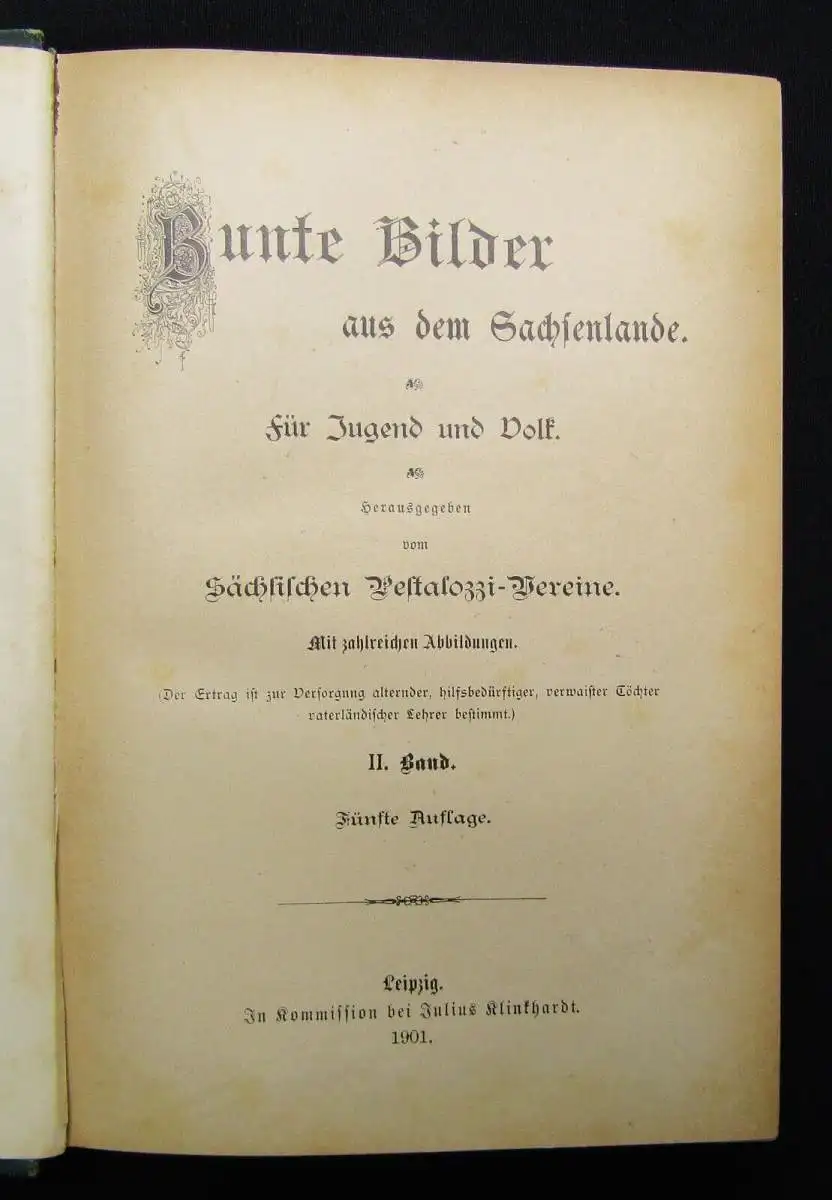 Bunte Bilder
aus dem Sachsenlande.
Für Jugend und Volk.
Herausgegeben
vom
Sächsischen Pestalozzi-Vereine.
Mit zahlreichen Abbildungen.
(Der Ertrag ist zur Versorgung alternder, hilfsbedürftiger, verwaister Töchter
vaterländischer Lehrer bestimmt.)
II. Band.
Fünfte Auflage.
Leipzig.
In Kommission bei Julius Klinkhardt.
1901.